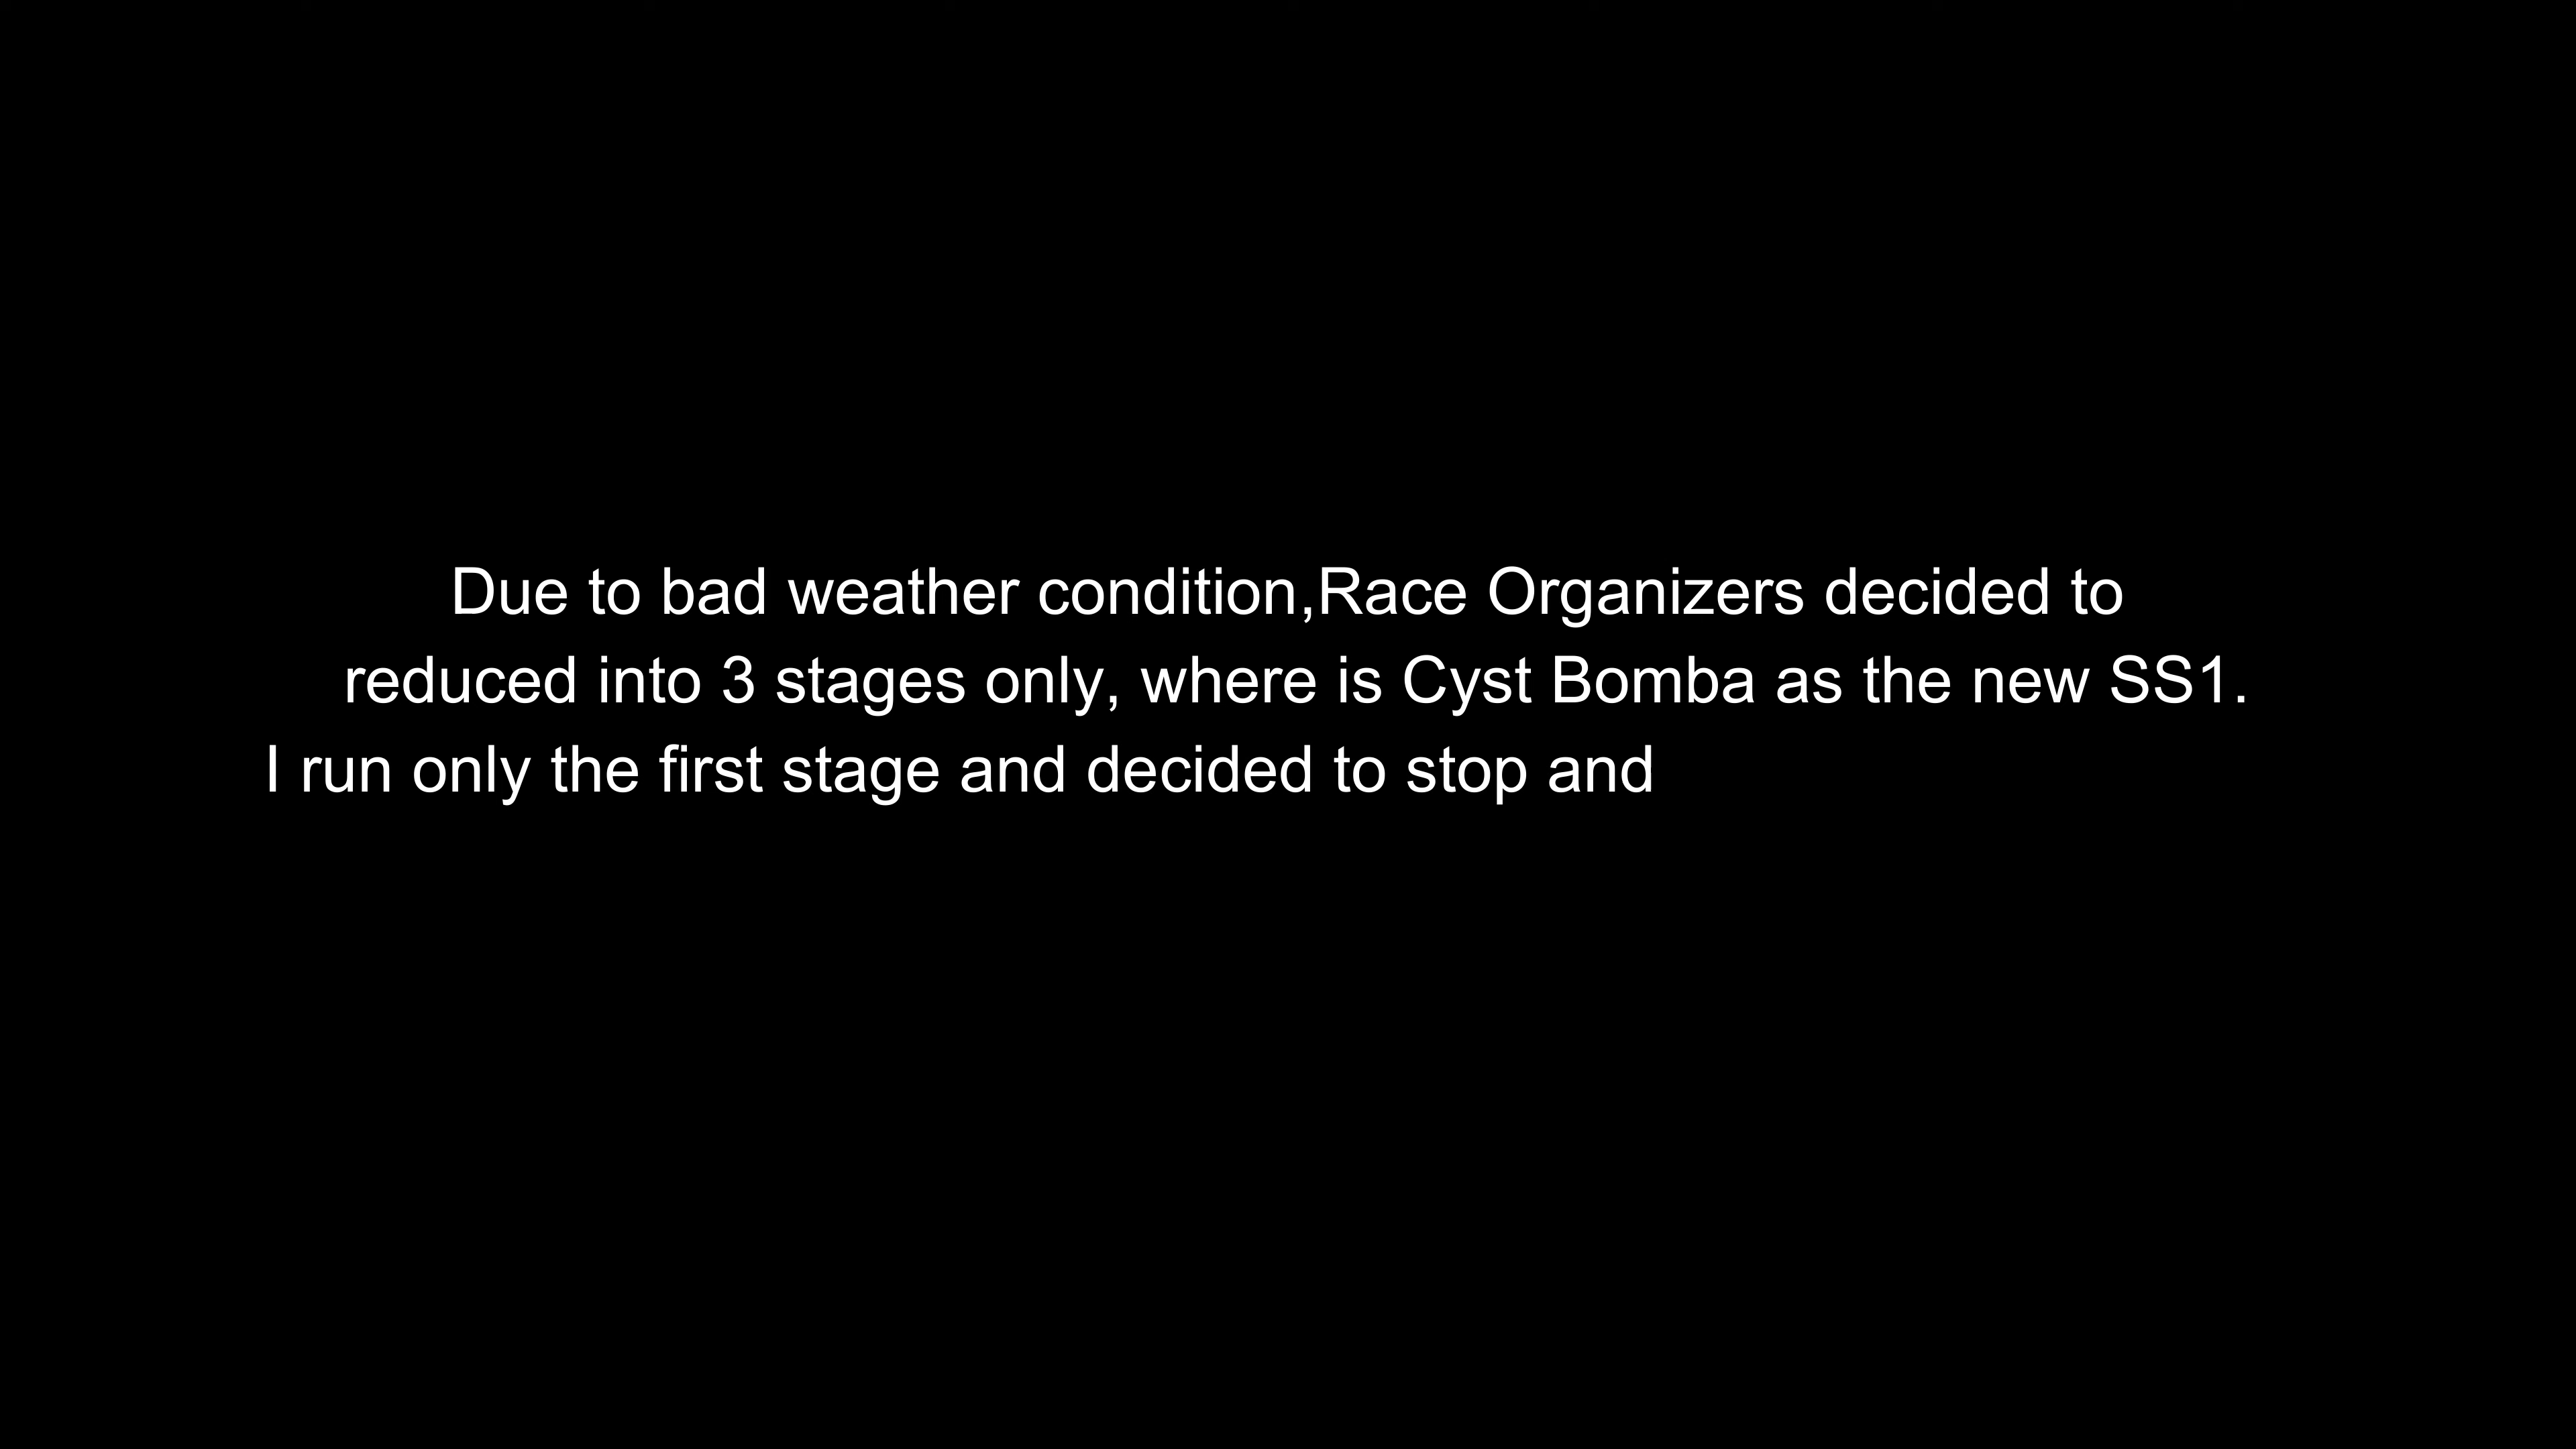 Due to bad weather condition,Race Organizers decided to
reduced into 3 stages only, where is Cyst Bomba as the new SS1.
I run only the first stage and decided to stop and